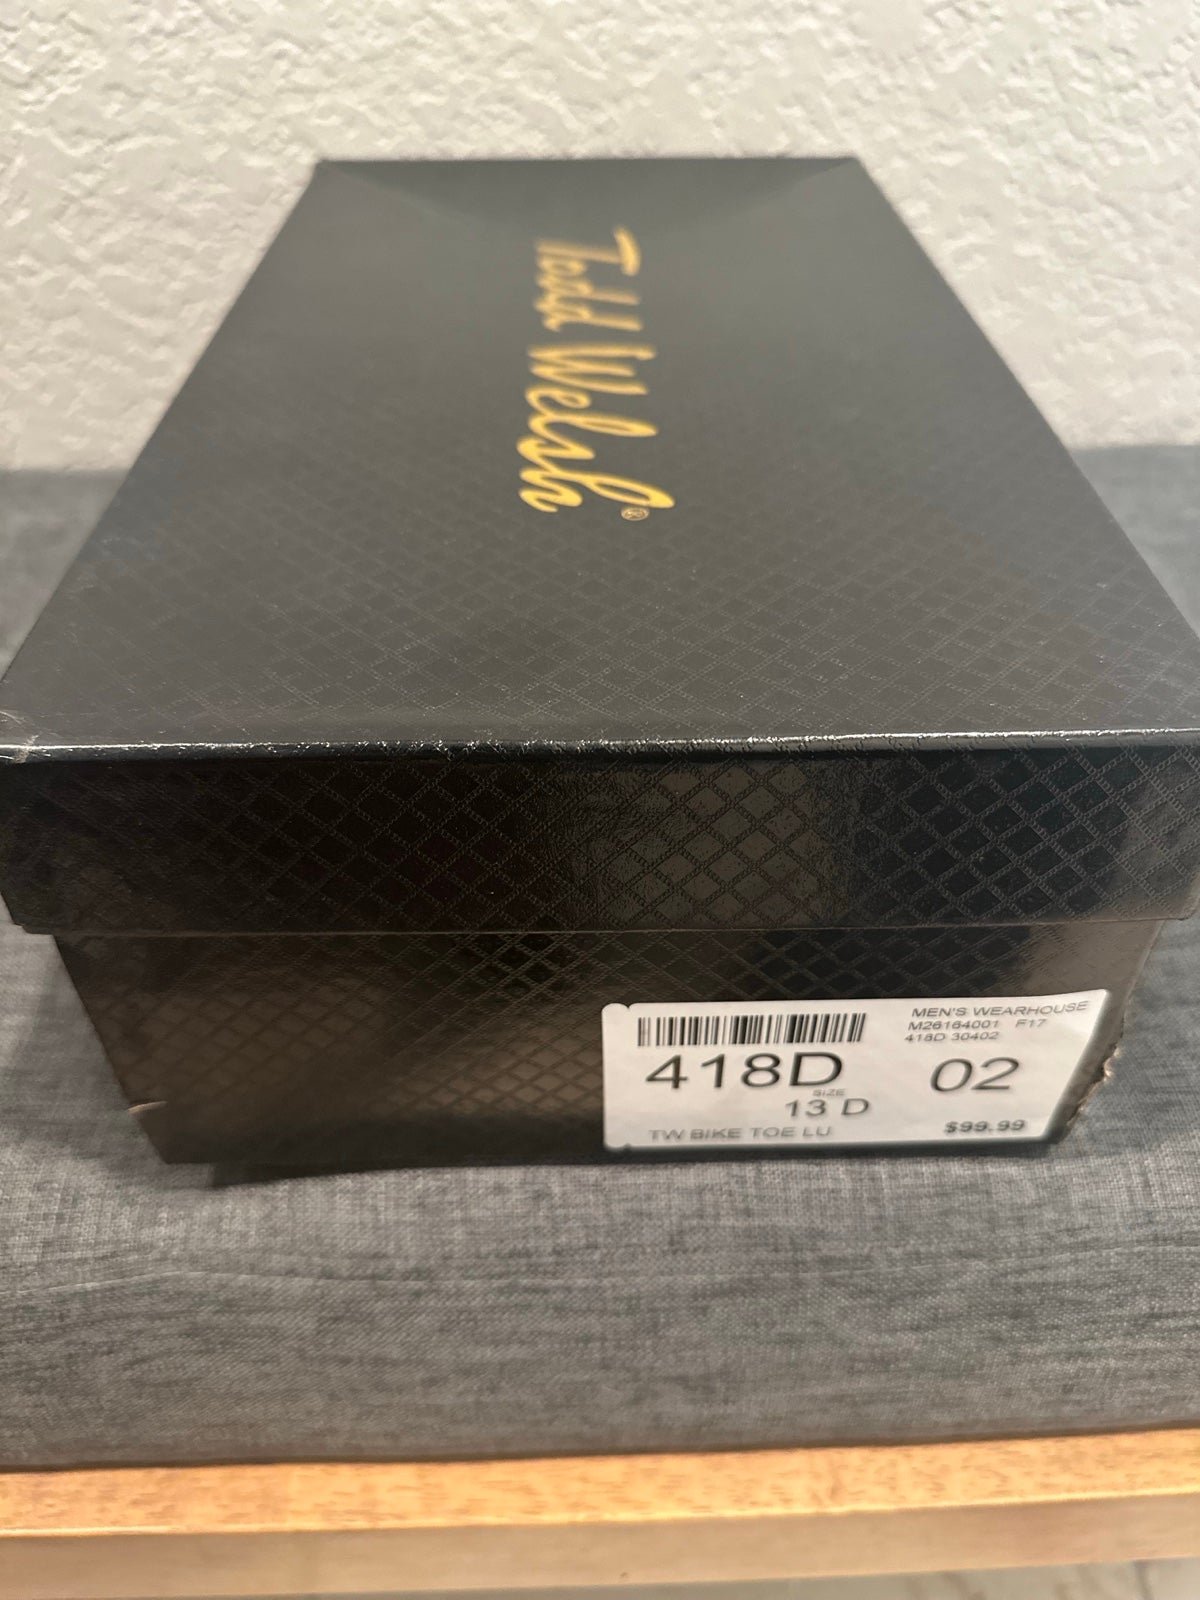 Todd Welsh®
MEN'S WEARHOUSE
M26164001 F17
418D 30402
418D
02
SIZE
13 D
TW BIKE TOE LU
$99.99